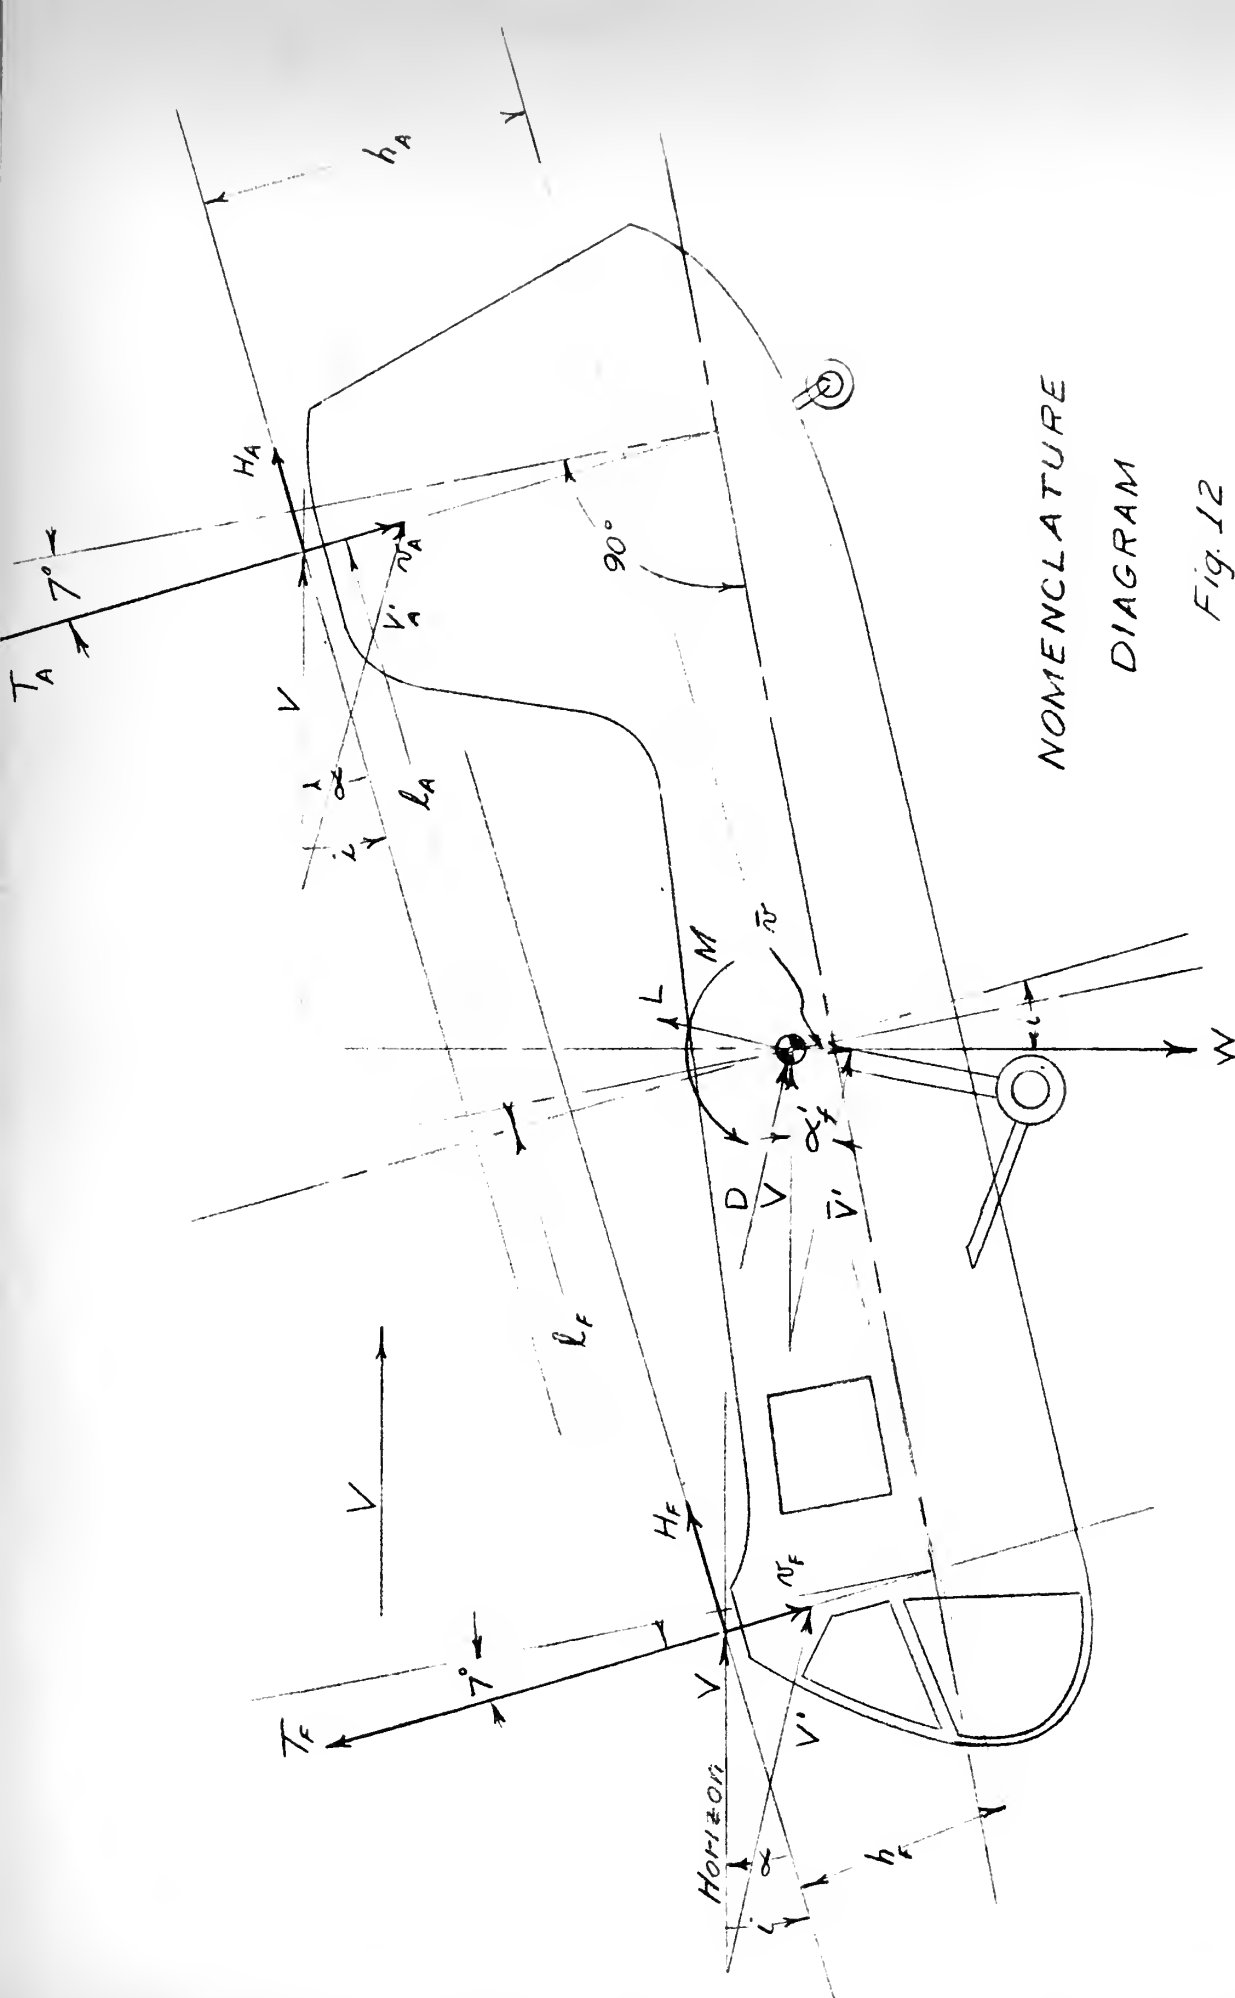 T_A
7°
H_A
h_A
V
V'_A
v_A
α
i
l_A
90°
V
l_F
L
M
v̄
D
V
α'_f
V̄'
i
W
T_F
7°
H_F
v_F
V
V'
Horizon
α
i
h_F
NOMENCLATURE
DIAGRAM
Fig. 12